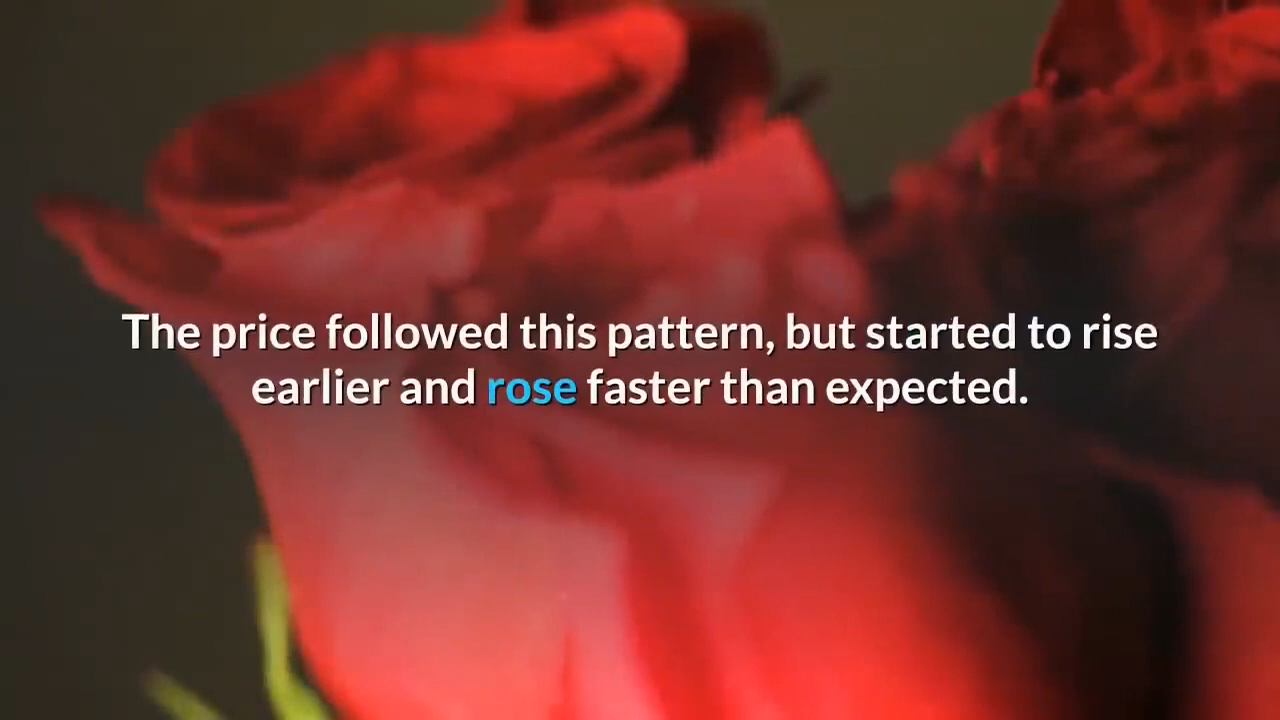 The price followed this pattern, but started to rise
earlier and rose faster than expected.